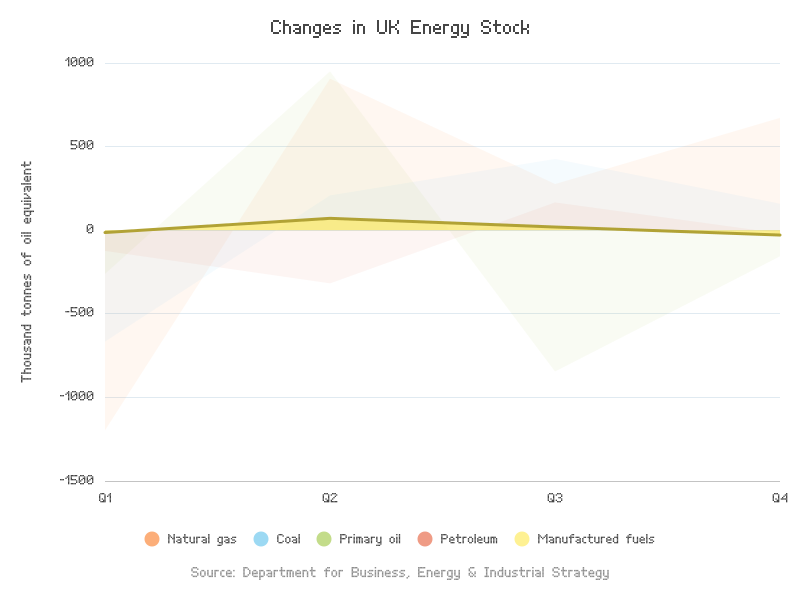 Changes in UK Energy Stock
Thousand tonnes of oil equivalent
1000
500
0
-500
-1000
-1500
Q1 Q2 Q3 Q4
Natural gas Coal Primary oil Petroleum Manufactured fuels
Source: Department for Business, Energy & Industrial Strategy